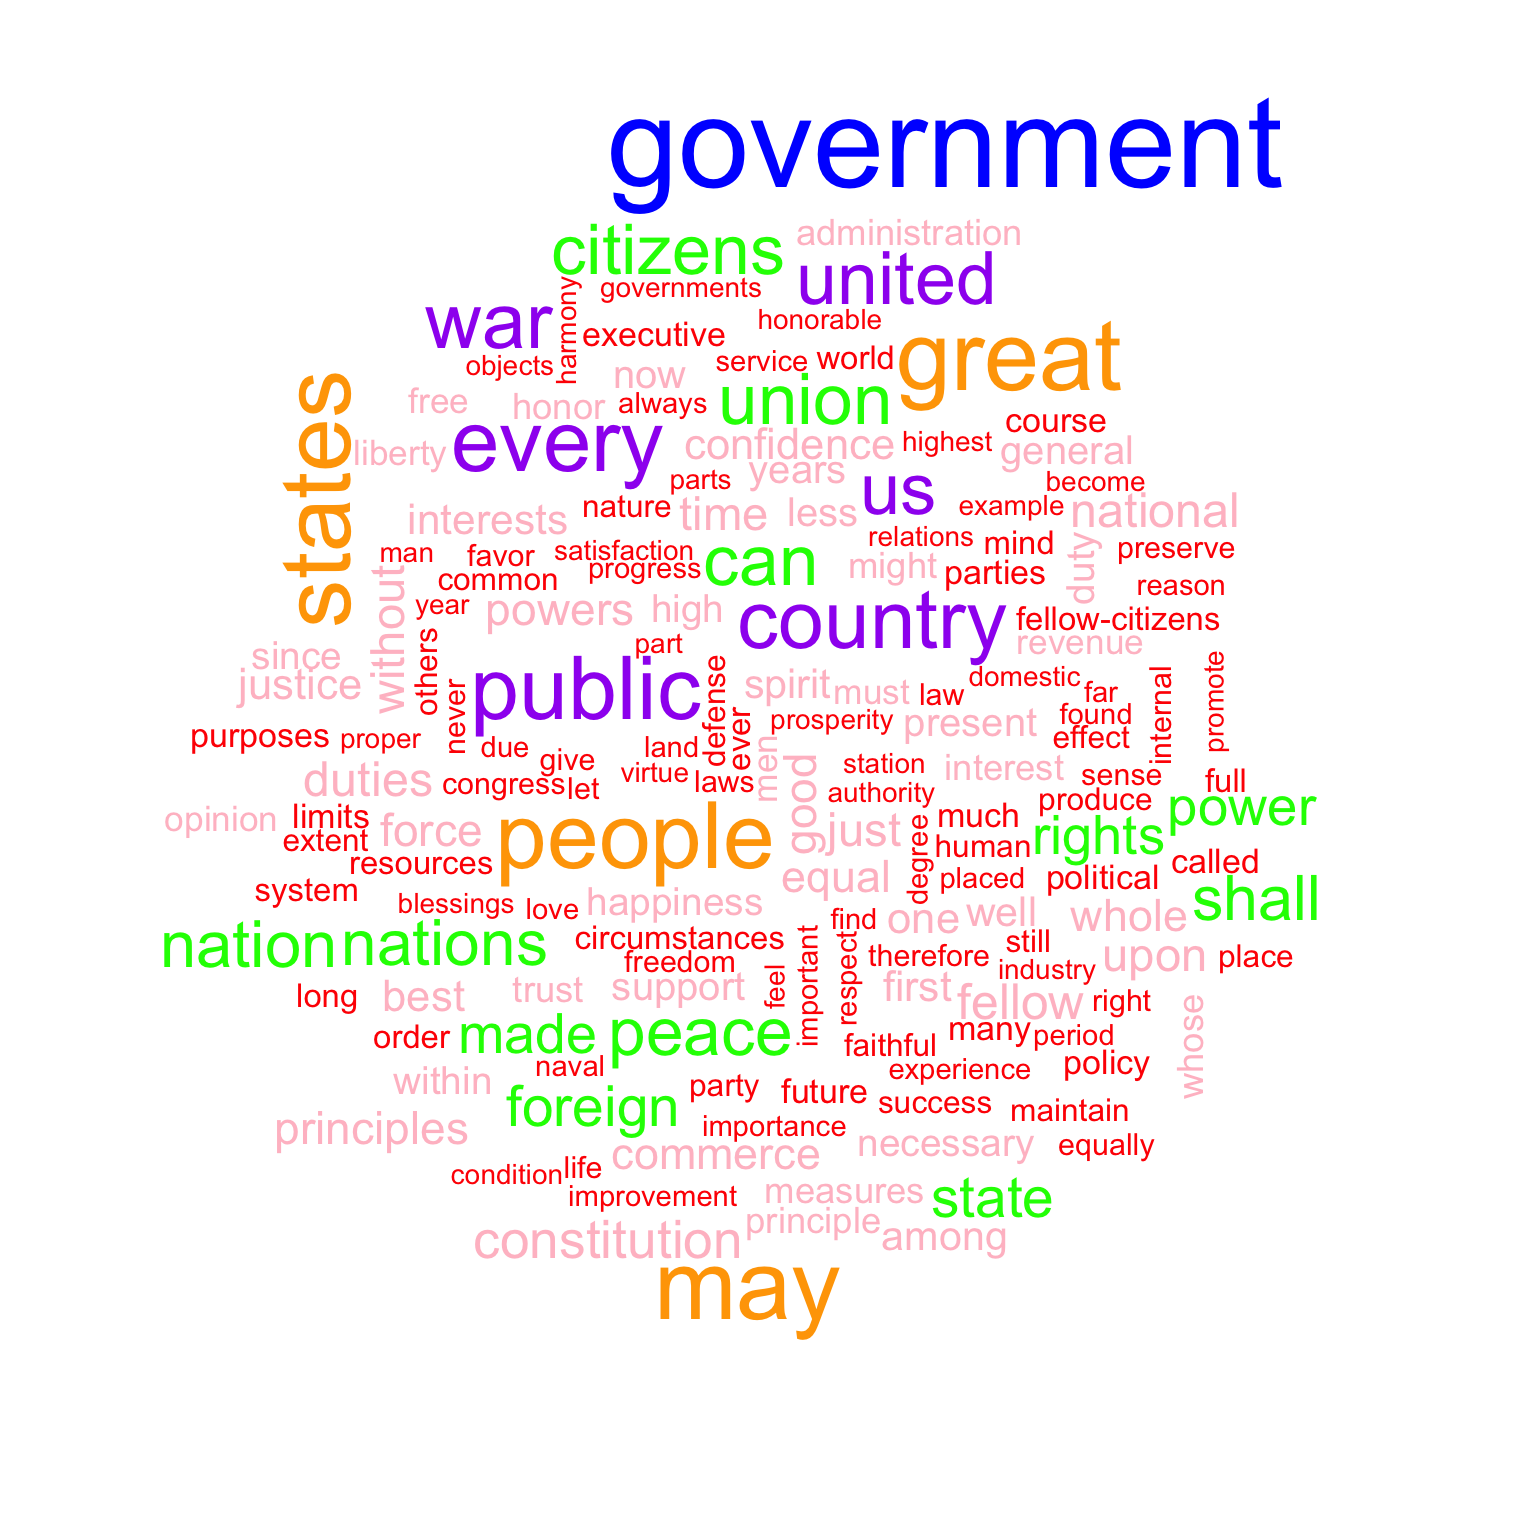 government
citizens
administration
united
governments
harmony
war
honorable
executive
great
service
world
objects
now
union
states
free
honor
always
course
every
confidence
highest
general
liberty
years
parts
us
become
nature
time
less
example
national
interests
relations
mind
preserve
man
favor
satisfaction
can
might
parties
duty
common
progress
reason
without
year
powers
high
country
fellow-citizens
revenue
others
part
since
justice
public
spirit
must
law
domestic
far
internal
promote
never
defense
ever
prosperity
present
found
effect
purposes
proper
due
give
land
men
station
interest
sense
full
duties
congress
let
virtue
laws
good
authority
produce
power
opinion
limits
force
people
just
much
rights
extent
degree
human
resources
equal
placed
political
called
system
shall
blessings
love
happiness
find
one
well
whole
nation
nations
circumstances
important
respect
therefore
still
upon
place
freedom
feel
industry
long
best
trust
support
first
fellow
right
whose
order
made
peace
faithful
many
period
naval
experience
policy
within
party
future
success
maintain
foreign
principles
importance
commerce
necessary
equally
condition
life
improvement
measures
state
constitution
principle
among
may